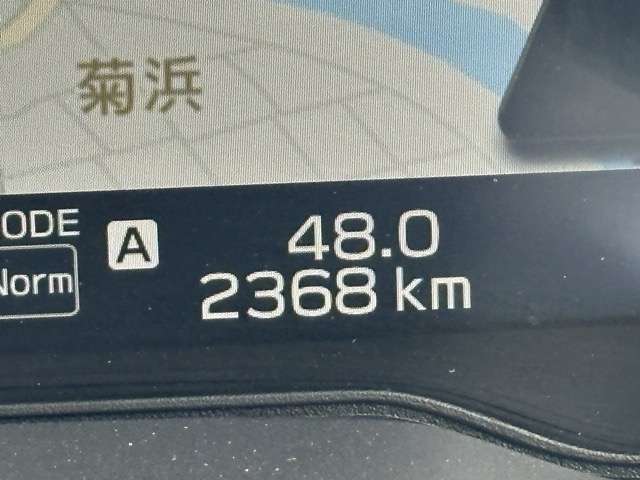 菊浜
ODE
A 48.0
Norm
2368 km